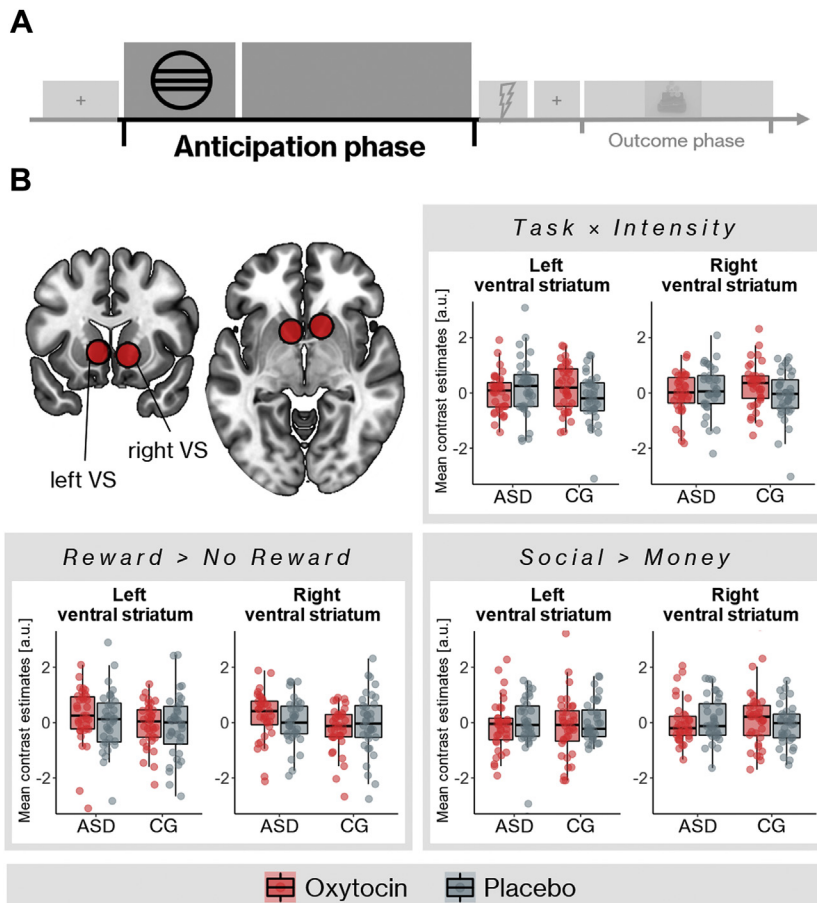 A
+
+
Anticipation phase
Outcome phase
B
left VS
right VS
Task × Intensity
Left
ventral striatum
Right
ventral striatum
Mean contrast estimates [a.u.]
2
0
-2
ASD
CG
2
0
-2
ASD
CG
Reward > No Reward
Left
ventral striatum
Right
ventral striatum
Mean contrast estimates [a.u.]
2
0
-2
ASD
CG
2
0
-2
ASD
CG
Social > Money
Left
ventral striatum
Right
ventral striatum
Mean contrast estimates [a.u.]
2
0
-2
ASD
CG
2
0
-2
ASD
CG
Oxytocin
Placebo